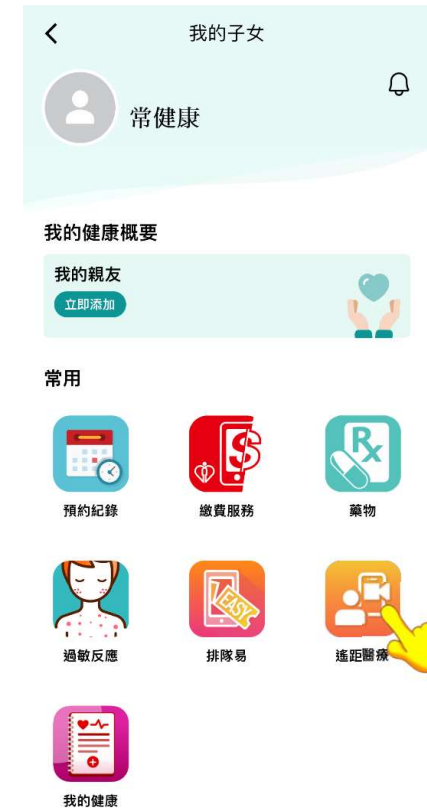 我的子女
常健康
我的健康概要
我的親友
立即添加
常用
預約紀錄
繳費服務
藥物
過敏反應
排隊易
遙距醫療
我的健康
$
Rx
EASY